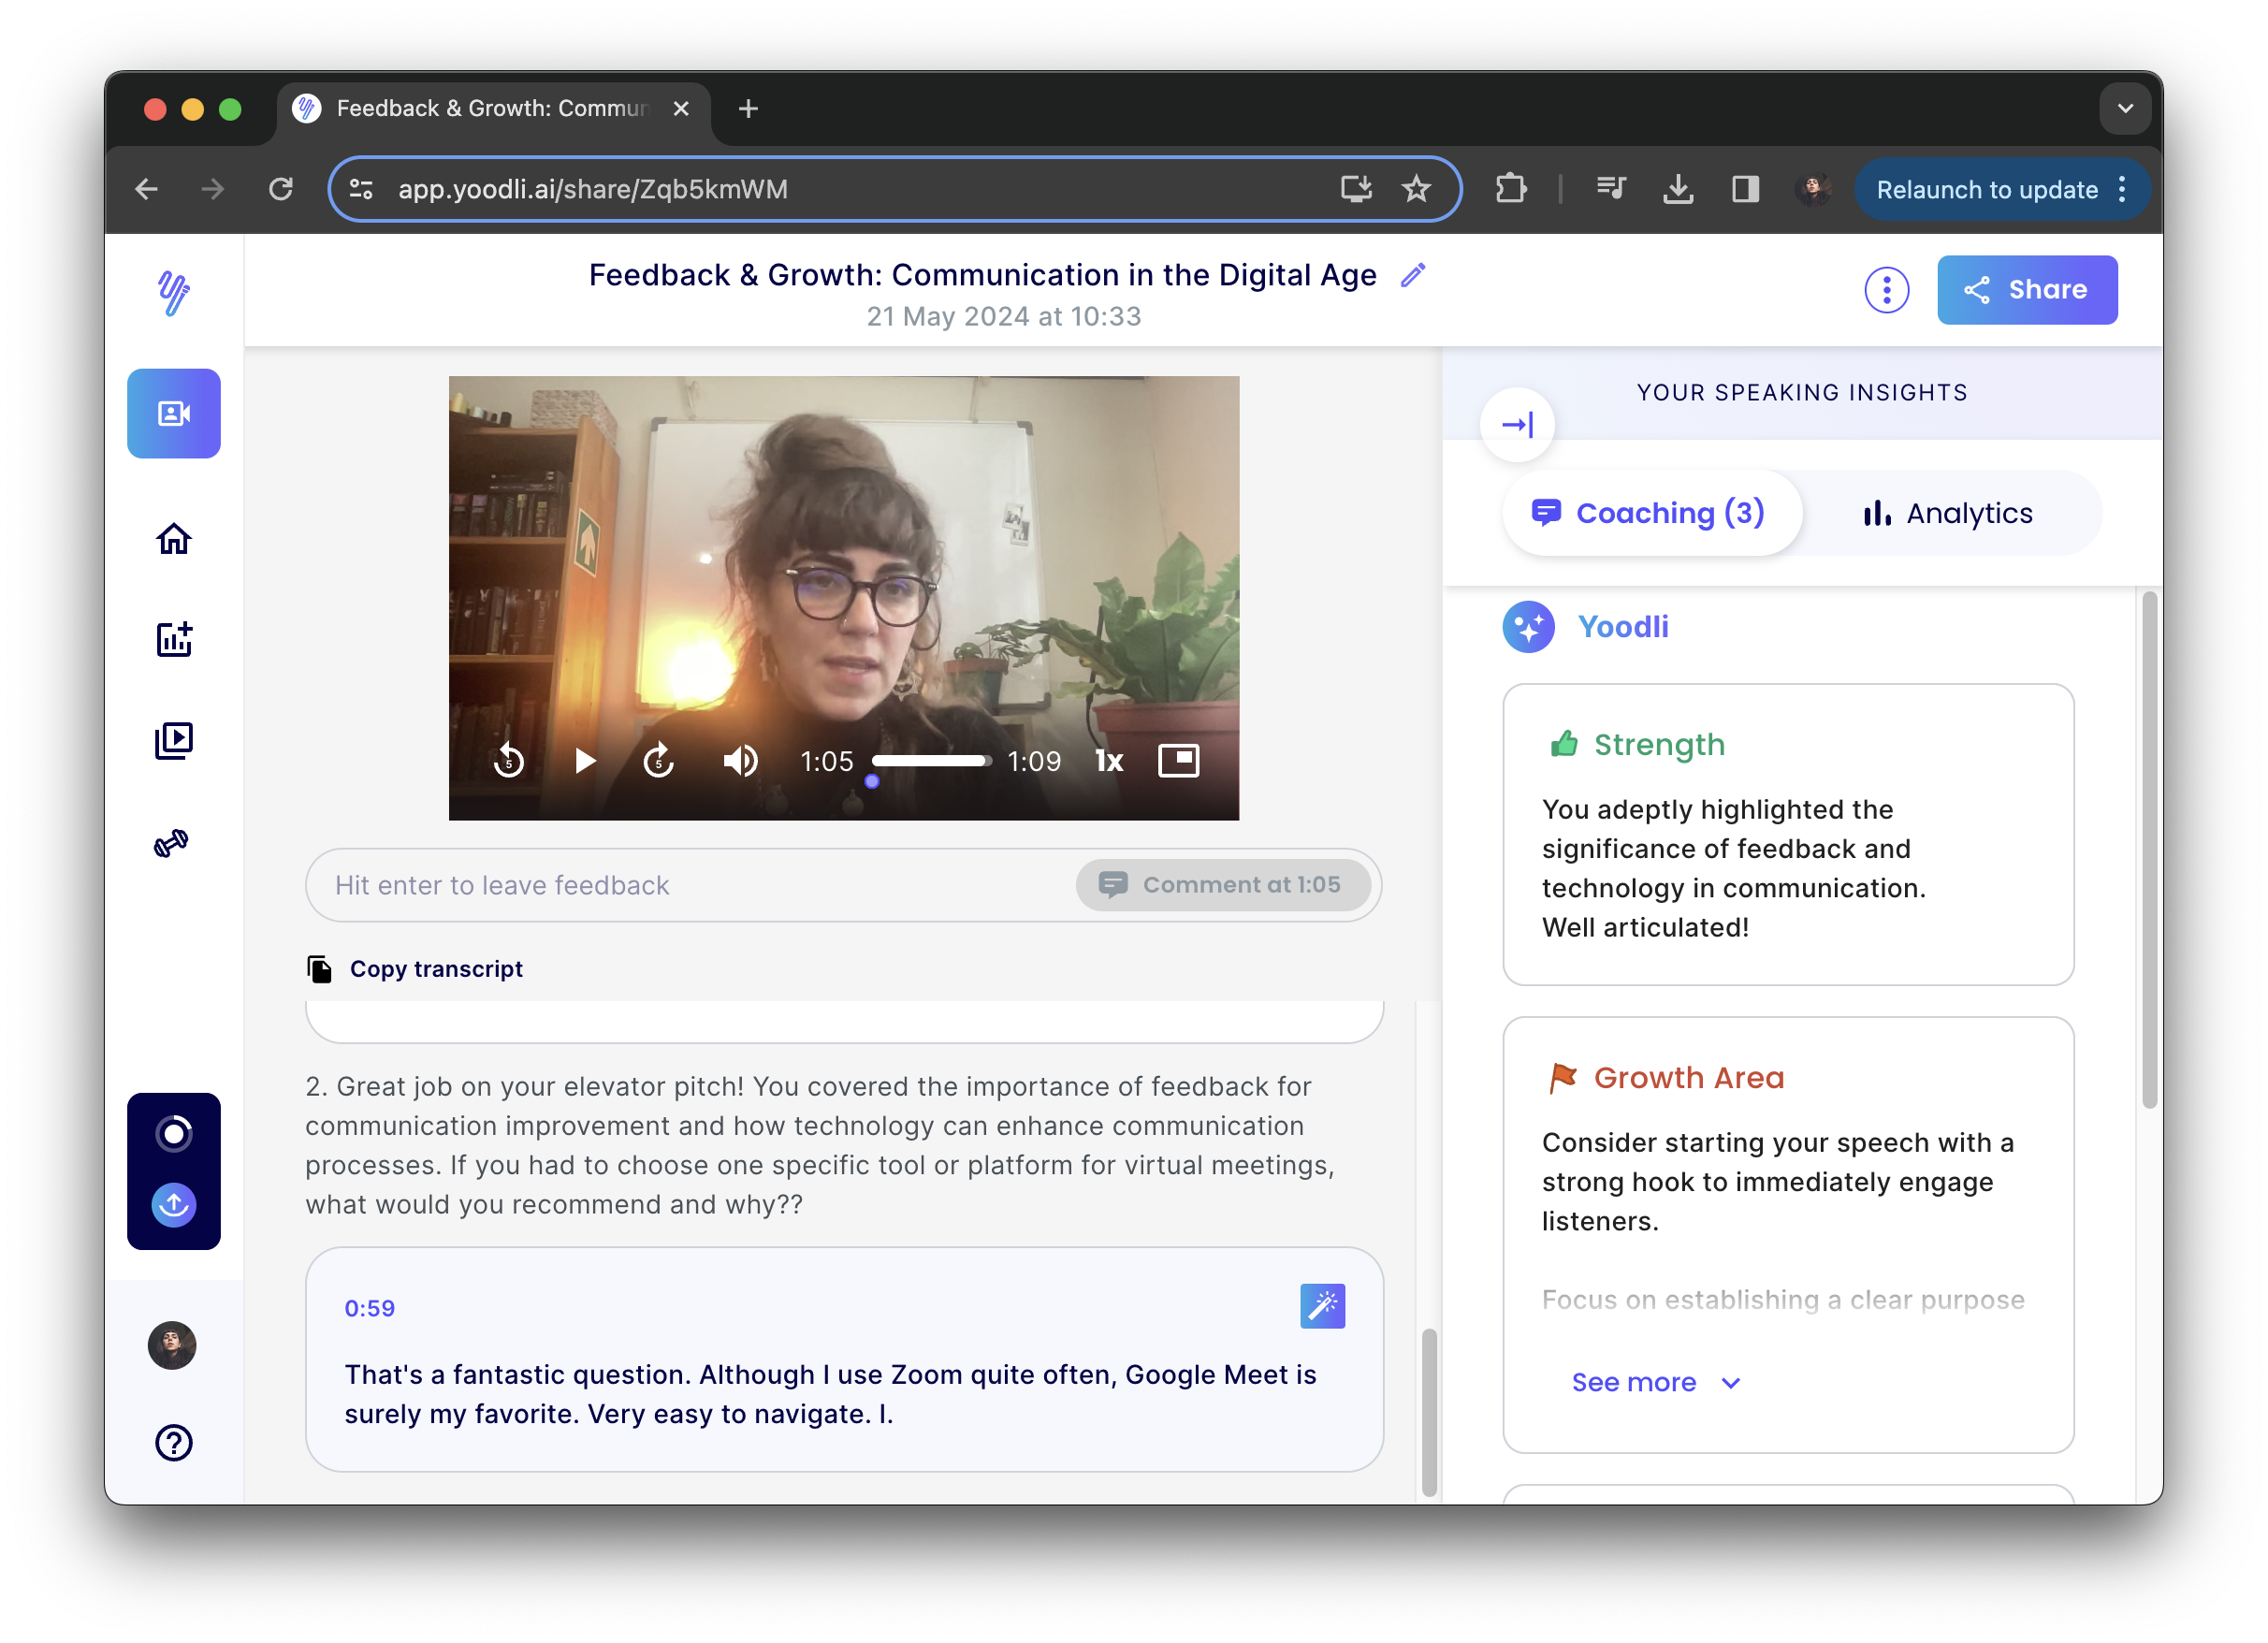 Feedback & Growth: Commun
app.yoodli.ai/share/Zqb5kmWM
Relaunch to update
Feedback & Growth: Communication in the Digital Age
21 May 2024 at 10:33
Share
5
5
1:05
1:09
1x
Hit enter to leave feedback
Comment at 1:05
Copy transcript
2. Great job on your elevator pitch! You covered the importance of feedback for
communication improvement and how technology can enhance communication
processes. If you had to choose one specific tool or platform for virtual meetings,
what would you recommend and why??
0:59
That's a fantastic question. Although I use Zoom quite often, Google Meet is
surely my favorite. Very easy to navigate. I.
YOUR SPEAKING INSIGHTS
Coaching (3)
Analytics
Yoodli
Strength
You adeptly highlighted the
significance of feedback and
technology in communication.
Well articulated!
Growth Area
Consider starting your speech with a
strong hook to immediately engage
listeners.
Focus on establishing a clear purpose
See more